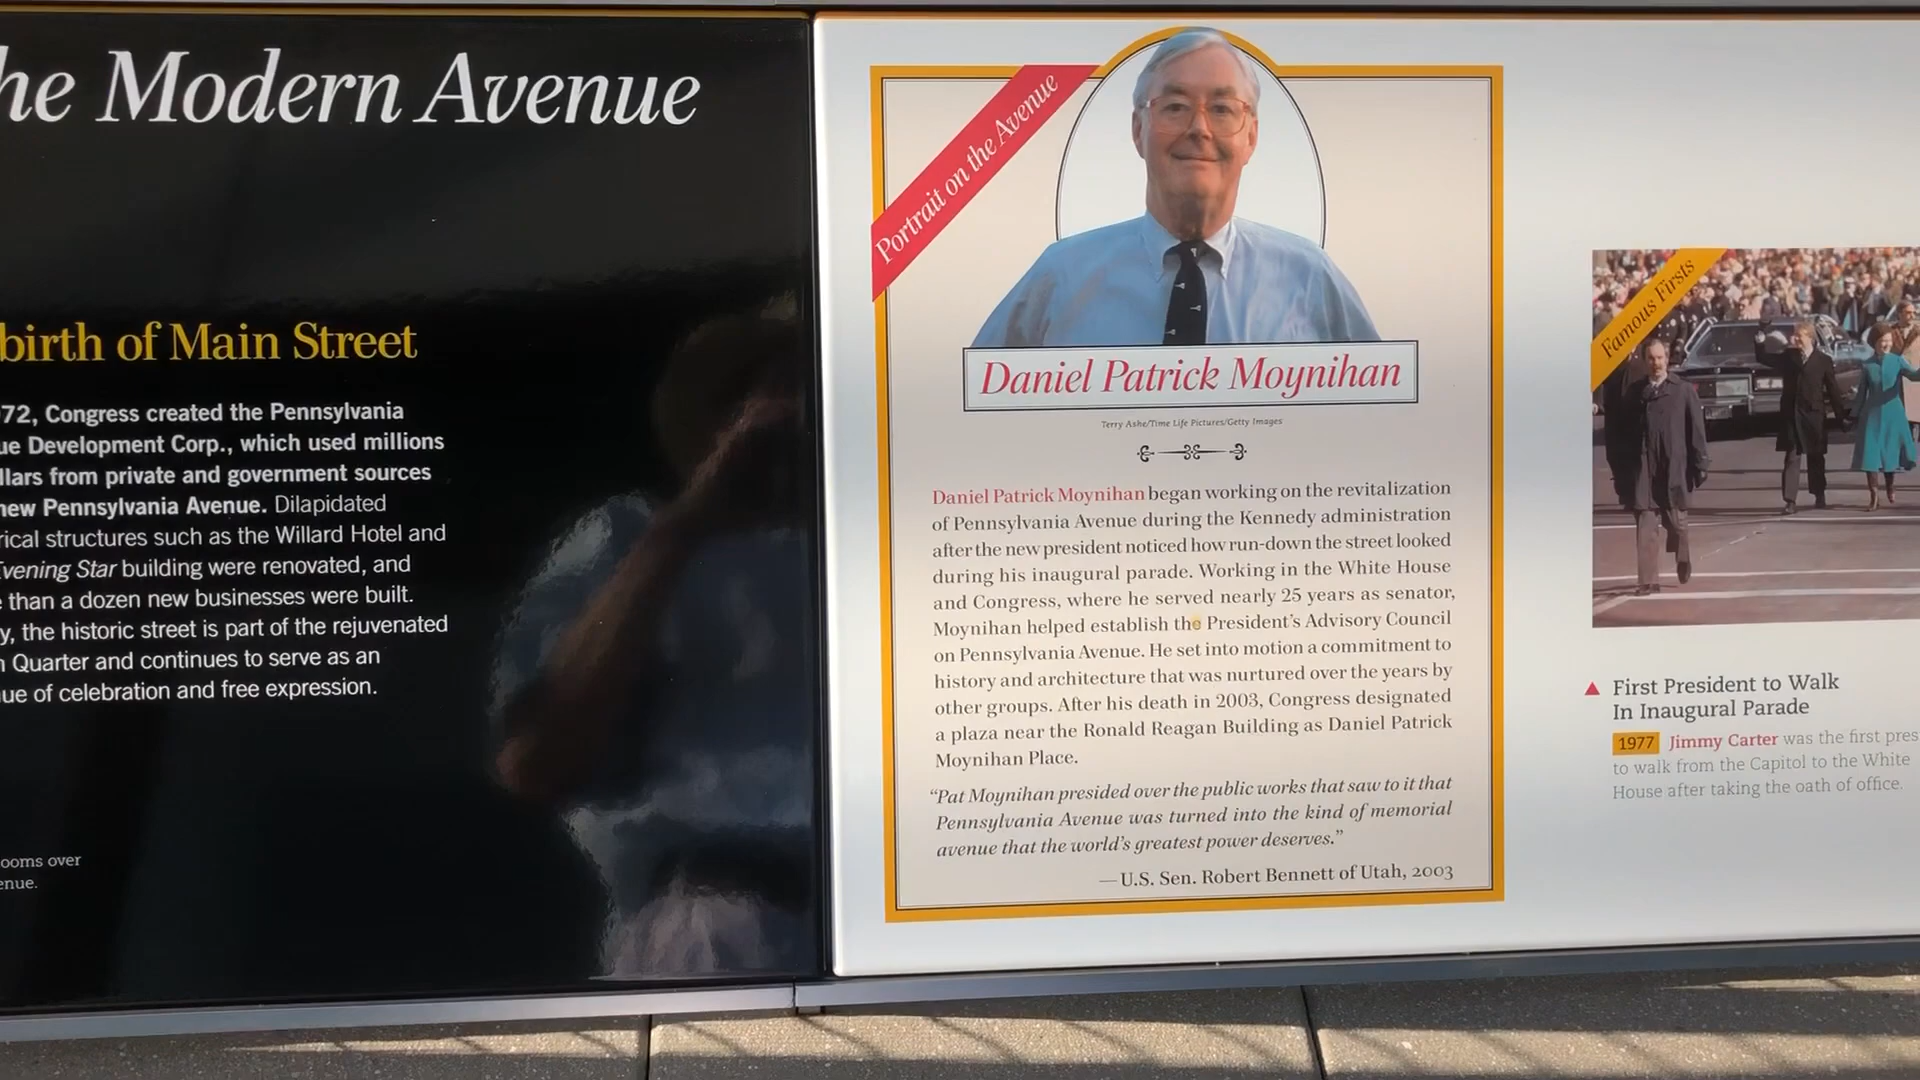 he Modern Avenue
birth of Main Street
72, Congress created the Pennsylvania
ue Development Corp., which used millions
llars from private and government sources
new Pennsylvania Avenue. Dilapidated
rical structures such as the Willard Hotel and
Evening Star building were renovated, and
e than a dozen new businesses were built.
y, the historic street is part of the rejuvenated
n Quarter and continues to serve as an
ue of celebration and free expression.
ooms over
enue.
Portrait on the Avenue
Daniel Patrick Moynihan
Terry Ashe/Time Life Pictures/Getty Images
Daniel Patrick Moynihan began working on the revitalization
of Pennsylvania Avenue during the Kennedy administration
after the new president noticed how run-down the street looked
during his inaugural parade. Working in the White House
and Congress, where he served nearly 25 years as senator,
Moynihan helped establish the President's Advisory Council
on Pennsylvania Avenue. He set into motion a commitment to
history and architecture that was nurtured over the years by
other groups. After his death in 2003, Congress designated
a plaza near the Ronald Reagan Building as Daniel Patrick
Moynihan Place.
“Pat Moynihan presided over the public works that saw to it that
Pennsylvania Avenue was turned into the kind of memorial
avenue that the world's greatest power deserves.”
— U.S. Sen. Robert Bennett of Utah, 2003
Famous Firsts
▲ First President to Walk
In Inaugural Parade
1977 Jimmy Carter was the first pres
to walk from the Capitol to the White
House after taking the oath of office.